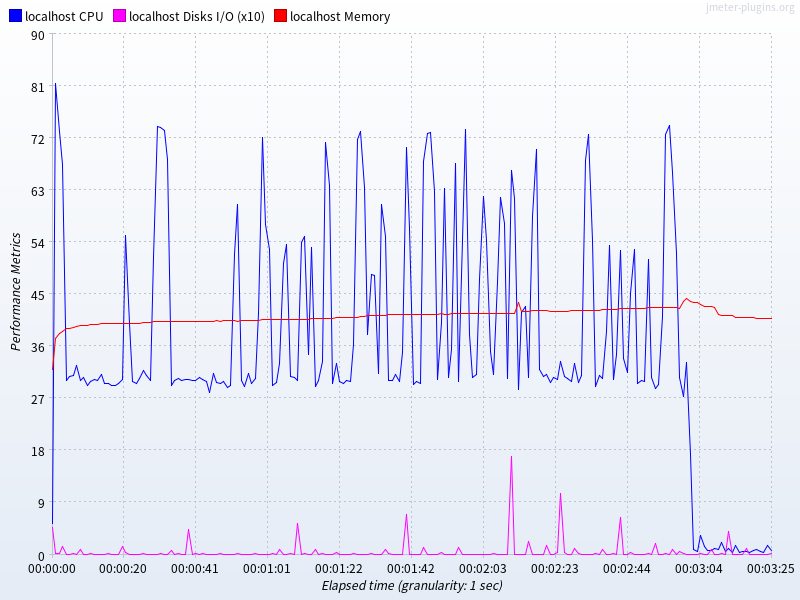 localhost CPU localhost Disks I/O (x10) localhost Memory
jmeter-plugins.org
90
81
72
63
54
45
36
27
18
9
0
Performance Metrics
00:00:00 00:00:20 00:00:41 00:01:01 00:01:22 00:01:42 00:02:03 00:02:23 00:02:44 00:03:04 00:03:25
Elapsed time (granularity: 1 sec)